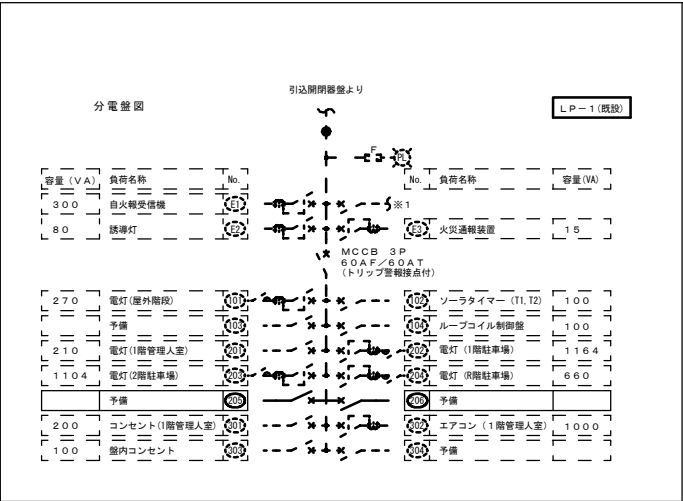 引込開閉器盤より
分電盤図
LP－1(既設)
F
PL
容量(VA) 負荷名称 No. No. 負荷名称 容量(VA)
300 自火報受信機 E1 ※1
80 誘導灯 E2 E3 火災通報装置 15
MCCB 3P
60AF／60AT
(トリップ警報接点付)
270 電灯(屋外階段) 101 102 ソーラタイマー(T1,T2) 100
予備 103 104 ループコイル制御盤 100
210 電灯(1階管理人室) 201 202 電灯(1階駐車場) 1164
1104 電灯(2階駐車場) 203 204 電灯(R階駐車場) 660
予備 205 206 予備
200 コンセント(1階管理人室) 301 302 エアコン(1階管理人室) 1000
100 盤内コンセント 303 304 予備